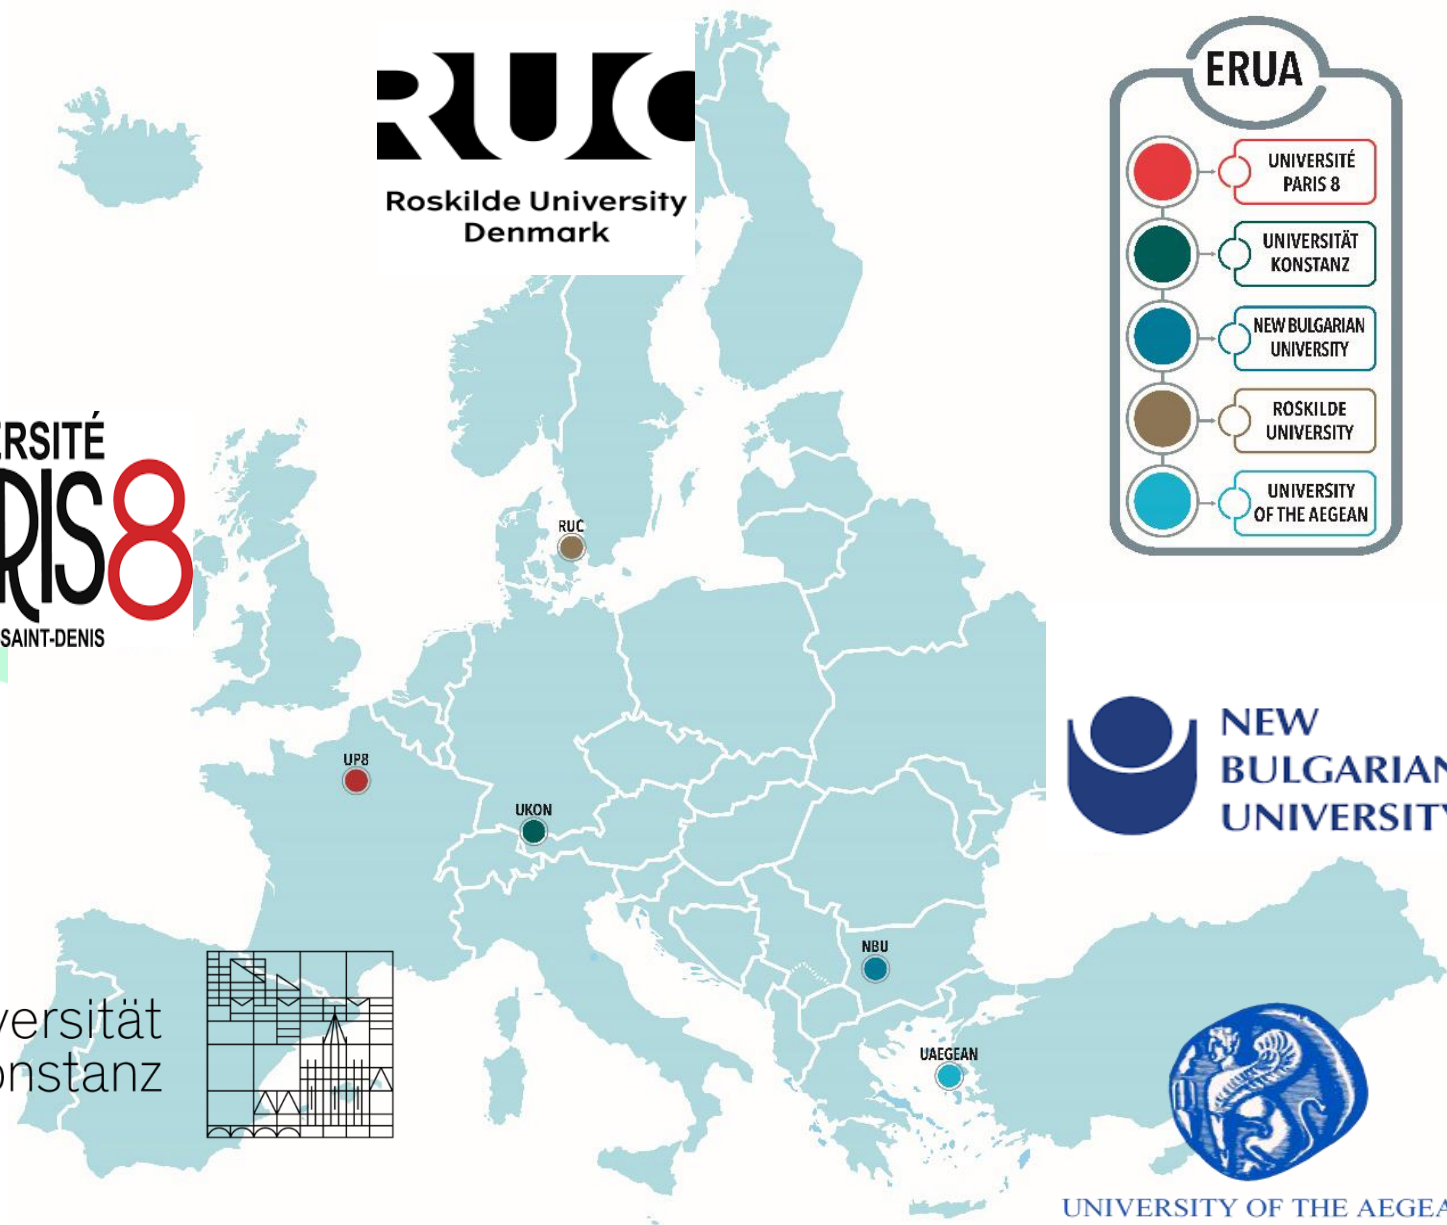 RUC
Roskilde University
Denmark
ERUA
UNIVERSITÉ
PARIS 8
UNIVERSITÄT
KONSTANZ
NEW BULGARIAN
UNIVERSITY
ROSKILDE
UNIVERSITY
UNIVERSITY
OF THE AEGEAN
ERSITÉ
RIS8
SAINT-DENIS
RUC
UP8
UKON
NBU
UAEGEAN
NEW
BULGARIAN
UNIVERSITY
versität
onstanz
UNIVERSITY OF THE AEGEA